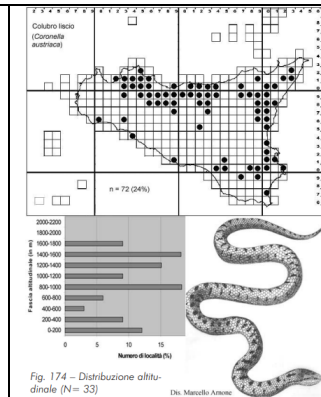 Colubro liscio
(Coronella
austriaca)
n = 72 (24%)
Fascia altitudinale (in m)
2000-2200
1800-2000
1600-1800
1400-1600
1200-1400
1000-1200
800-1000
600-800
400-600
200-400
0-200
0 5 10 15
Numero di località (%)
Fig. 174 – Distribuzione altitu-
dinale (N= 33)
Dis. Marcello Arnone